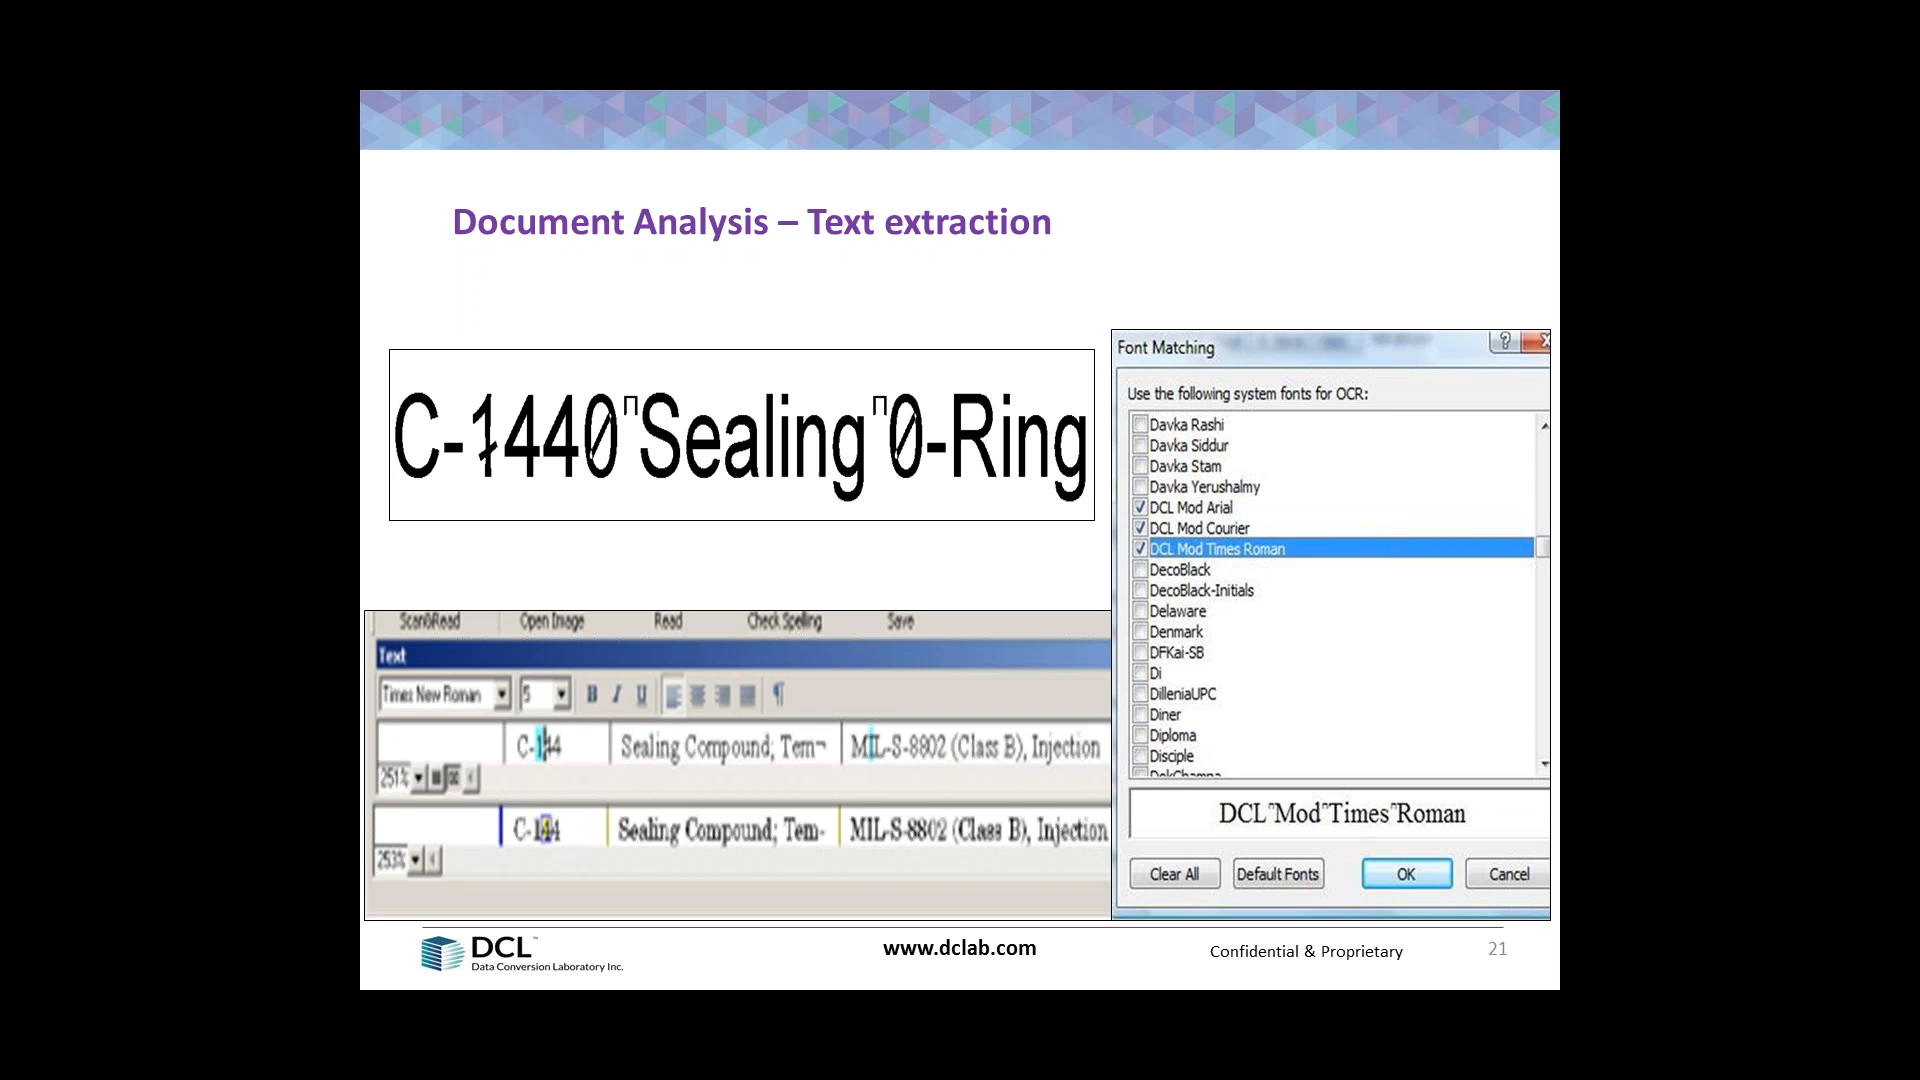 Document Analysis – Text extraction
C-1440 Sealing 0-Ring
Font Matching
Use the following system fonts for OCR:
Davka Rashi
Davka Siddur
Davka Stam
Davka Yerushalmy
DCL Mod Arial
DCL Mod Courier
DCL Mod Times Roman
DecoBlack
DecoBlack-Initials
Delaware
Denmark
DFKai-SB
Di
DilleniaUPC
Diner
Diploma
Disciple
DokChampa
DCL Mod Times Roman
Clear All Default Fonts OK Cancel
Scan&Read Open Image Read Check Spelling Save
Text
Times New Roman 5 B I U ¶
C-144 Sealing Compound; Tem¬ MIL-S-8802 (Class B), Injection
251%
C-144 Sealing Compound; Tem- MIL-S-8802 (Class B), Injection
253%
DCL™
Data Conversion Laboratory Inc.
www.dclab.com
Confidential & Proprietary
21